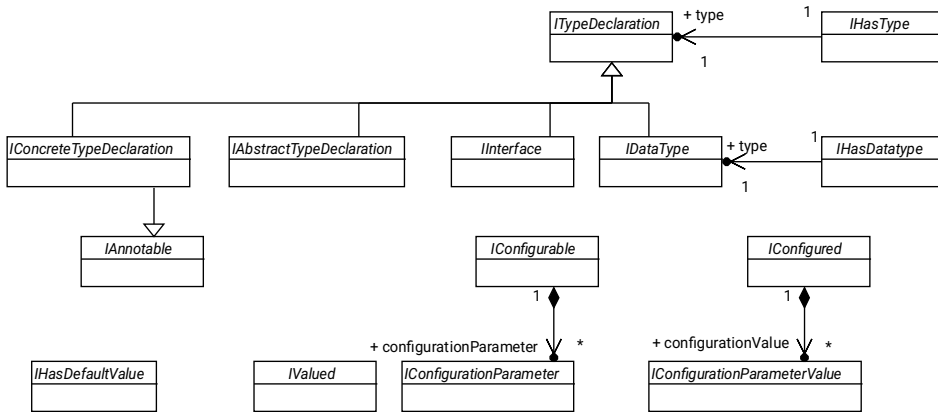 ITypeDeclaration
+ type
1
1
IHasType
IConcreteTypeDeclaration
IAbstractTypeDeclaration
IInterface
IDataType
+ type
1
1
IHasDatatype
IAnnotable
IConfigurable
IConfigured
1
1
+ configurationParameter
*
+ configurationValue
*
IHasDefaultValue
IValued
IConfigurationParameter
IConfigurationParameterValue